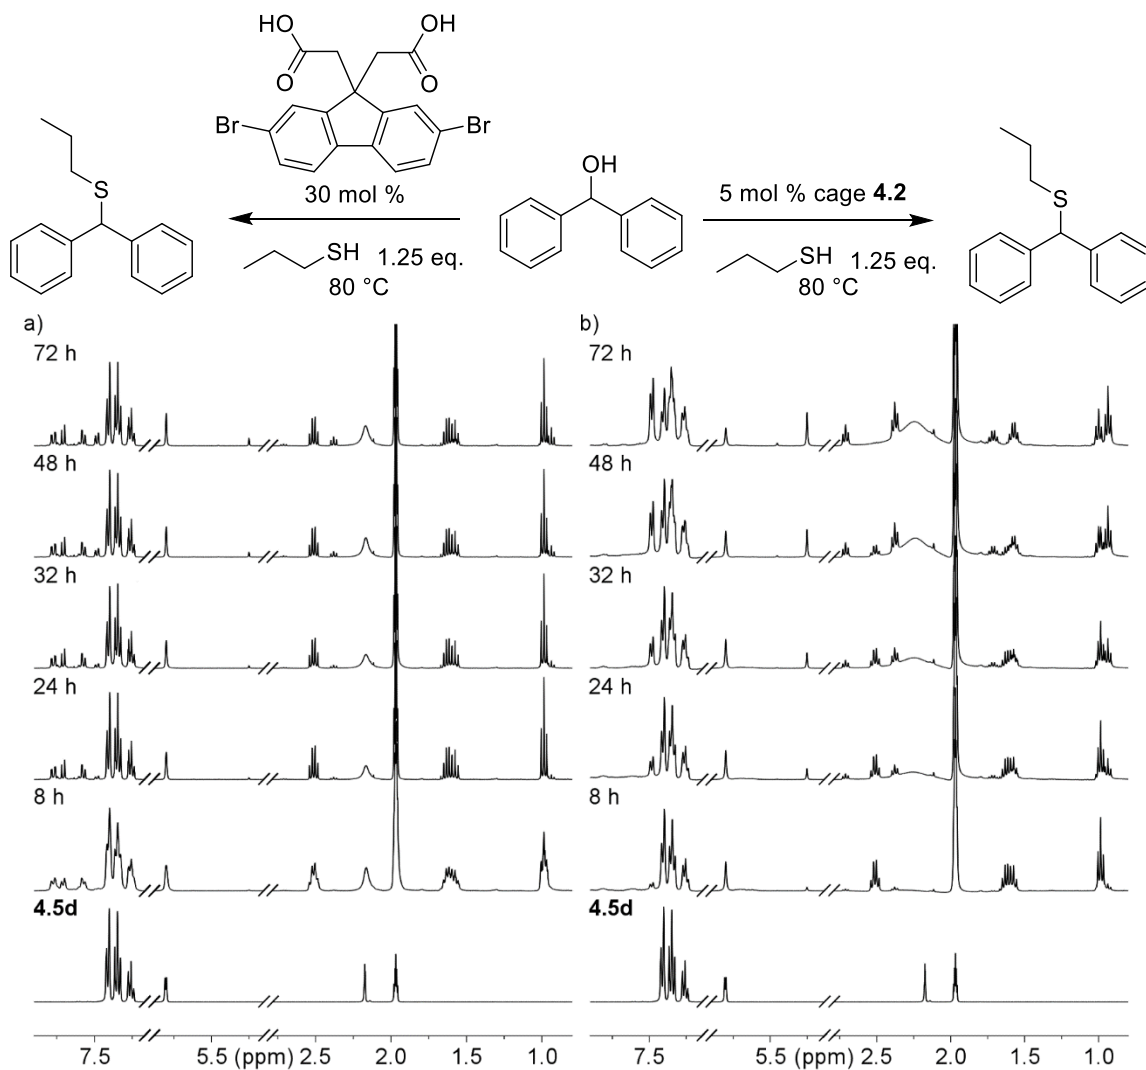 HO
OH
O
O
Br
Br
S
30 mol %
SH 1.25 eq.
80 °C
OH
5 mol % cage 4.2
SH 1.25 eq.
80 °C
S
a)
72 h
48 h
32 h
24 h
8 h
4.5d
7.5 5.5 (ppm) 2.5 2.0 1.5 1.0
b)
72 h
48 h
32 h
24 h
8 h
4.5d
7.5 5.5 (ppm) 2.5 2.0 1.5 1.0